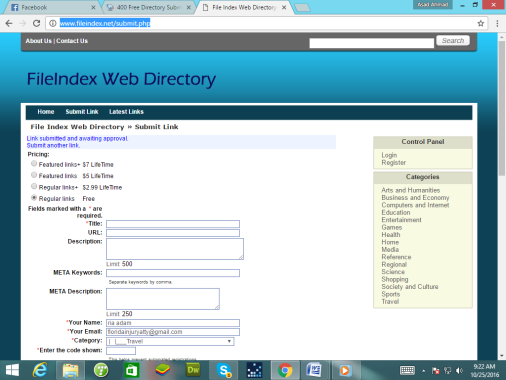 Asad Ahmad
Facebook
400 Free Directory Subm
File Index Web Directory
www.fileindex.net/submit.php
About Us | Contact Us
Search
FileIndex Web Directory
Home Submit Link Latest Links
File Index Web Directory » Submit Link
Link submitted and awaiting approval.
Submit another link.
Pricing:
Featured links+ $7 LifeTime
Featured links $5 LifeTime
Regular links+ $2.99 LifeTime
Regular links Free
Fields marked with a * are
required.
*Title:
URL:
Description:
Limit: 500
META Keywords:
Separate keywords by comma.
META Description:
Limit: 250
*Your Name: ria adam
*Your Email: floridainjuryatty@gmail.com
*Category: | |___Travel
*Enter the code shown:
Control Panel
Login
Register
Categories
Arts and Humanities
Business and Economy
Computers and Internet
Education
Entertainment
Games
Health
Home
Media
Reference
Regional
Science
Shopping
Society and Culture
Sports
Travel
Dw
9:22 AM
10/25/2016